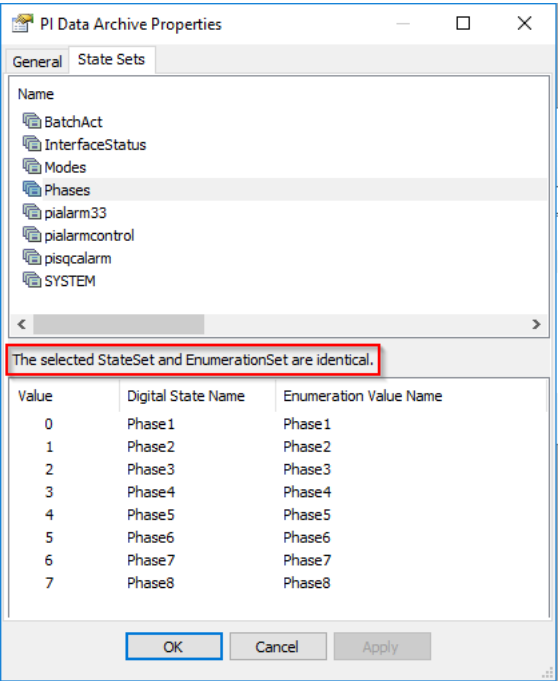 PI Data Archive Properties
General State Sets
Name
BatchAct
InterfaceStatus
Modes
Phases
pialarm33
pialarmcontrol
pisqcalarm
SYSTEM
The selected StateSet and EnumerationSet are identical.
Value Digital State Name Enumeration Value Name
0 Phase1 Phase1
1 Phase2 Phase2
2 Phase3 Phase3
3 Phase4 Phase4
4 Phase5 Phase5
5 Phase6 Phase6
6 Phase7 Phase7
7 Phase8 Phase8
OK Cancel Apply